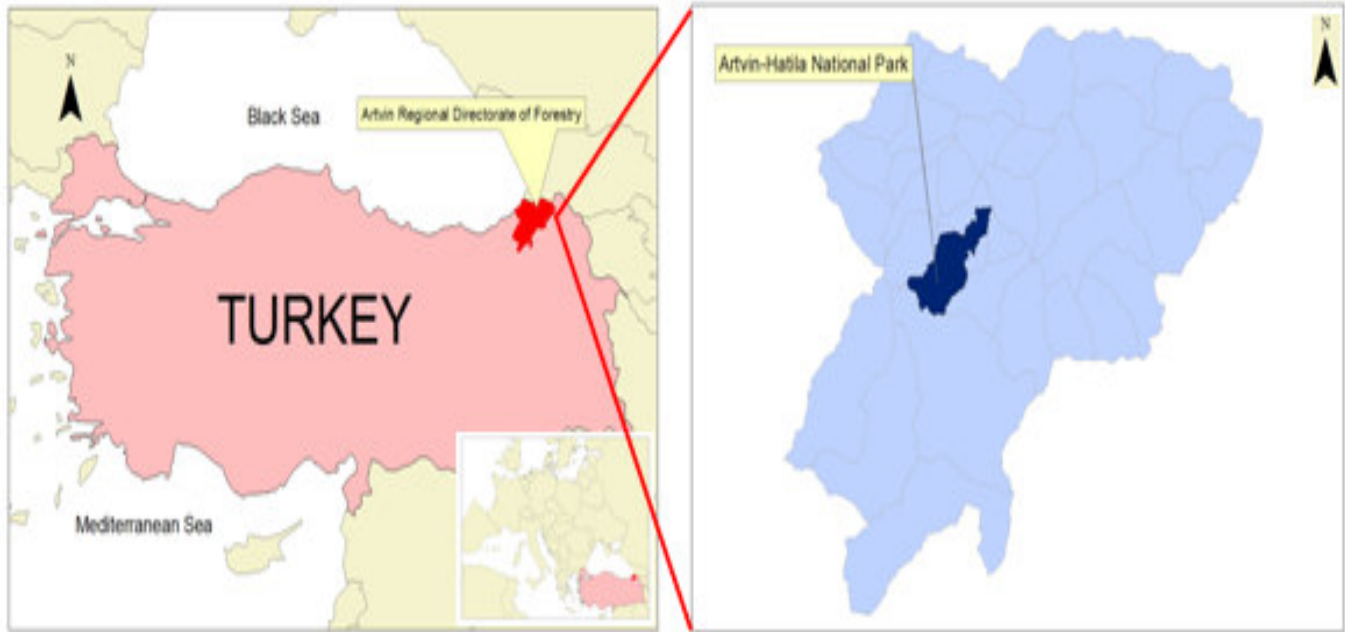 N
Black Sea
Artvin Regional Directorate of Forestry
TURKEY
Mediterranean Sea
Artvin-Hatila National Park
N